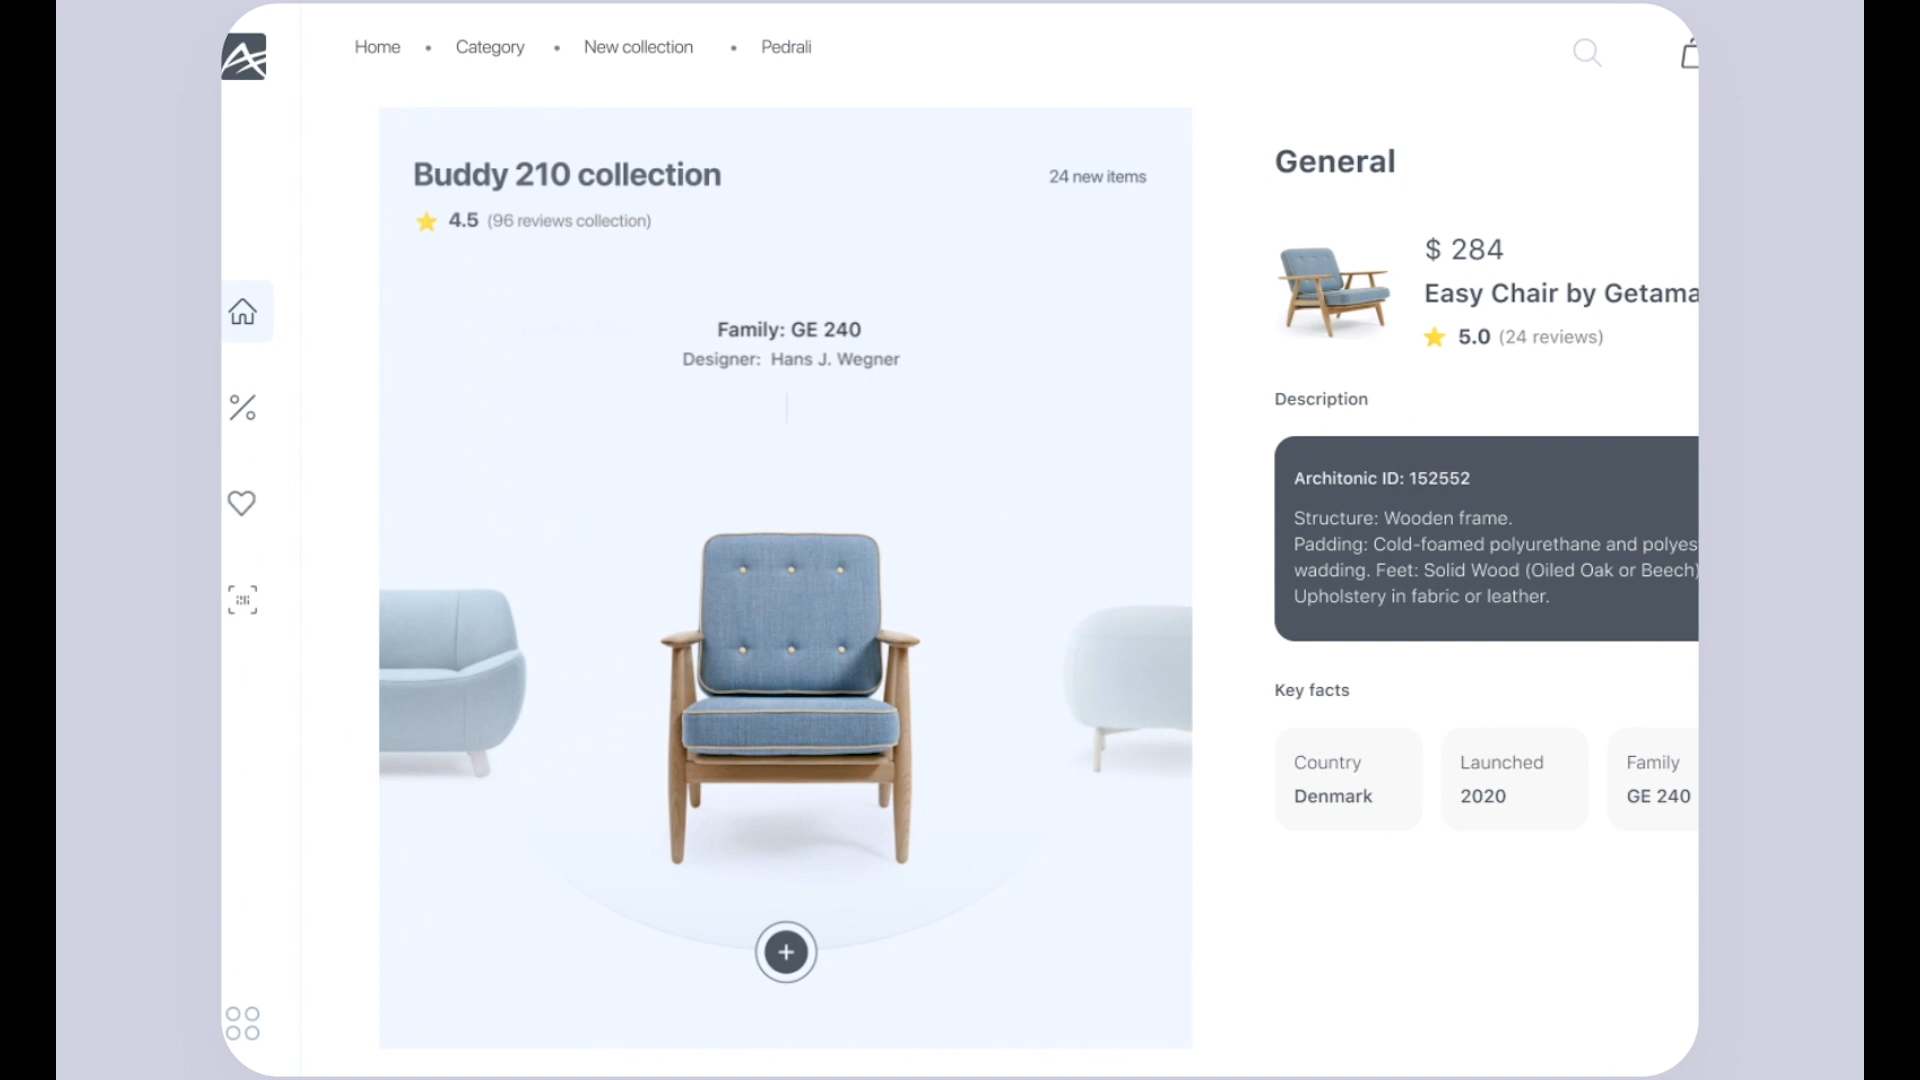 Home • Category • New collection • Pedrali
Buddy 210 collection
24 new items
4.5 (96 reviews collection)
Family: GE 240
Designer: Hans J. Wegner
General
$ 284
Easy Chair by Getama
5.0 (24 reviews)
Description
Architonic ID: 152552
Structure: Wooden frame.
Padding: Cold-foamed polyurethane and polyes
wadding. Feet: Solid Wood (Oiled Oak or Beech)
Upholstery in fabric or leather.
Key facts
Country
Denmark
Launched
2020
Family
GE 240